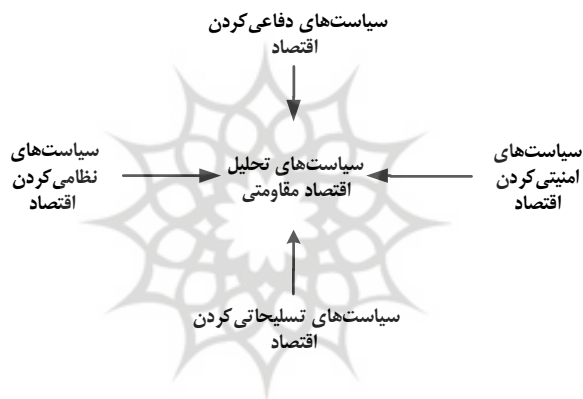 سیاست‌های دفاعی‌کردن
اقتصاد
سیاست‌های
امنیتی‌کردن
اقتصاد
سیاست‌های تحلیل
اقتصاد مقاومتی
سیاست‌های
نظامی‌کردن
اقتصاد
سیاست‌های تسلیحاتی‌کردن
اقتصاد